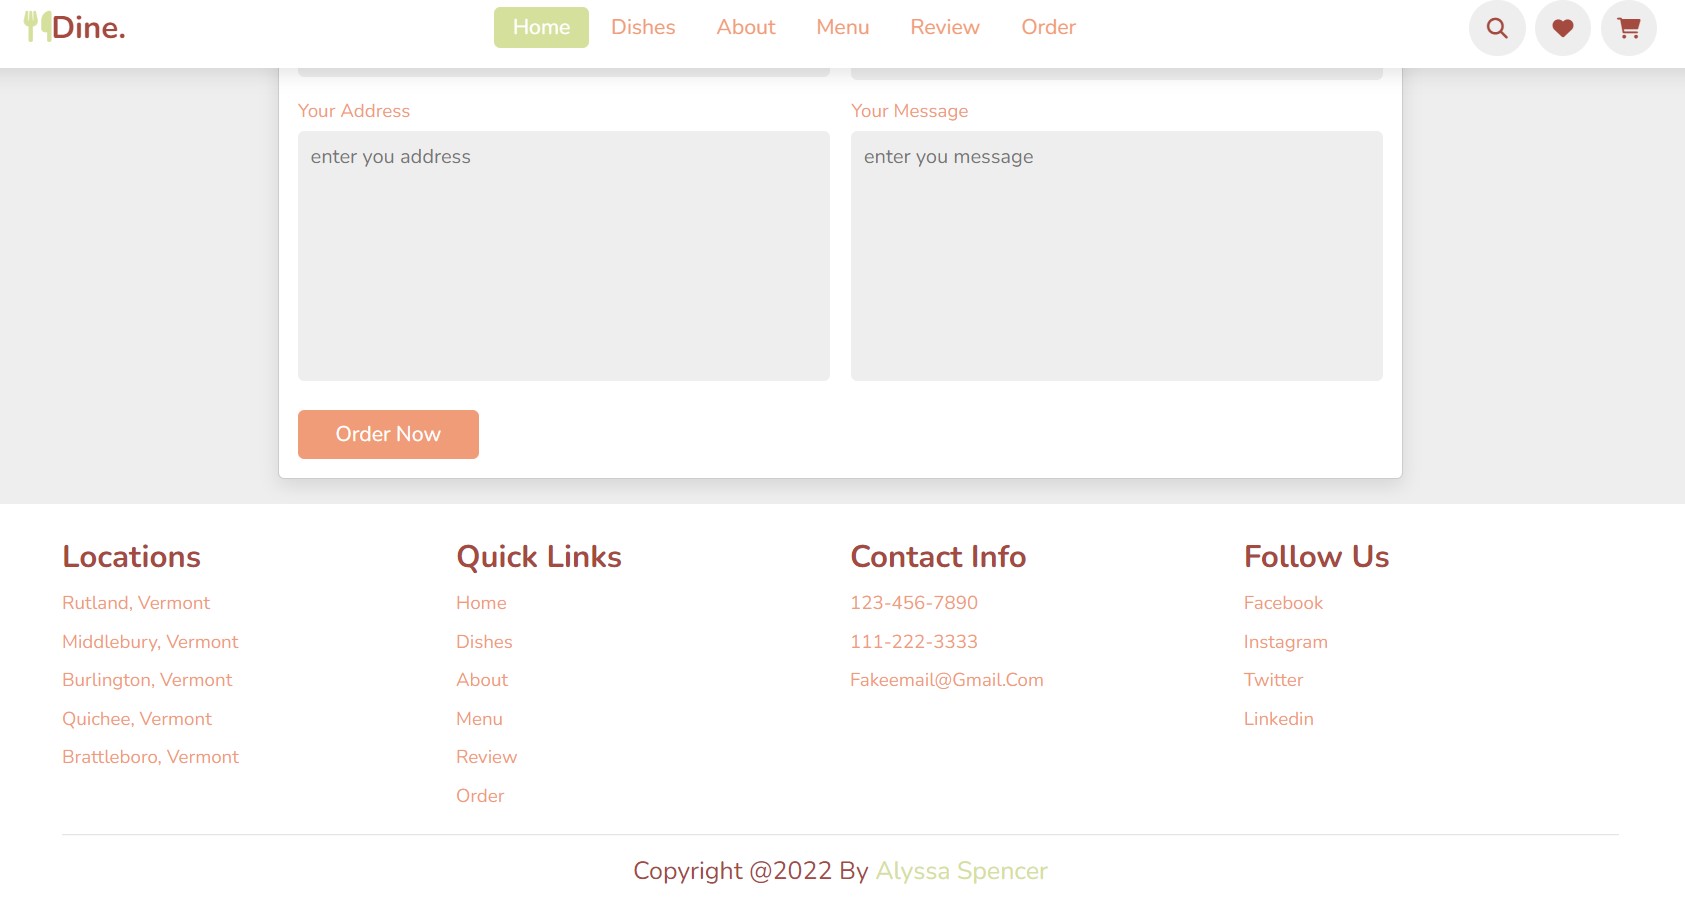 Dine.
Home Dishes About Menu Review Order
Your Address
Your Message
enter you address
enter you message
Order Now
Locations
Rutland, Vermont
Middlebury, Vermont
Burlington, Vermont
Quichee, Vermont
Brattleboro, Vermont
Quick Links
Home
Dishes
About
Menu
Review
Order
Contact Info
123-456-7890
111-222-3333
Fakeemail@Gmail.Com
Follow Us
Facebook
Instagram
Twitter
Linkedin
Copyright @2022 By Alyssa Spencer